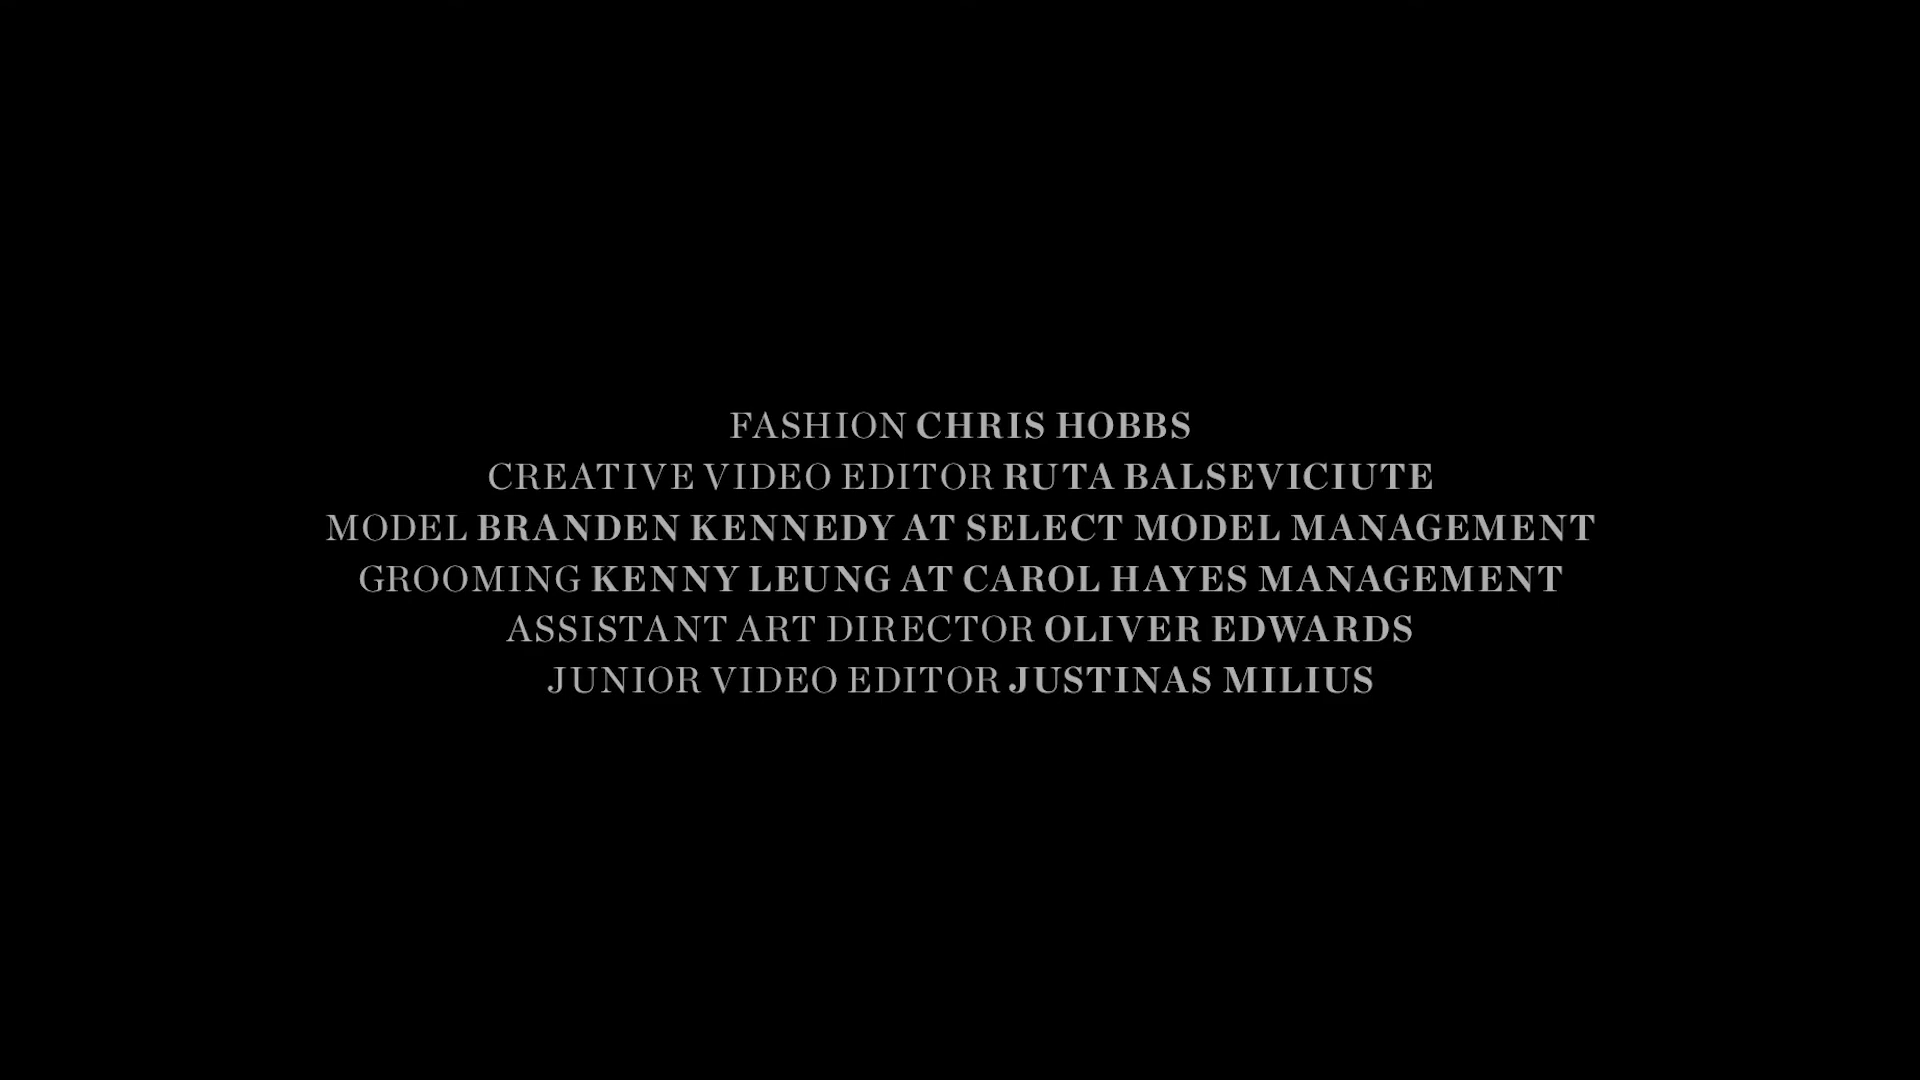 FASHION CHRIS HOBBS
CREATIVE VIDEO EDITOR RUTA BALSEVICIUTE
MODEL BRANDEN KENNEDY AT SELECT MODEL MANAGEMENT
GROOMING KENNY LEUNG AT CAROL HAYES MANAGEMENT
ASSISTANT ART DIRECTOR OLIVER EDWARDS
JUNIOR VIDEO EDITOR JUSTINAS MILIUS